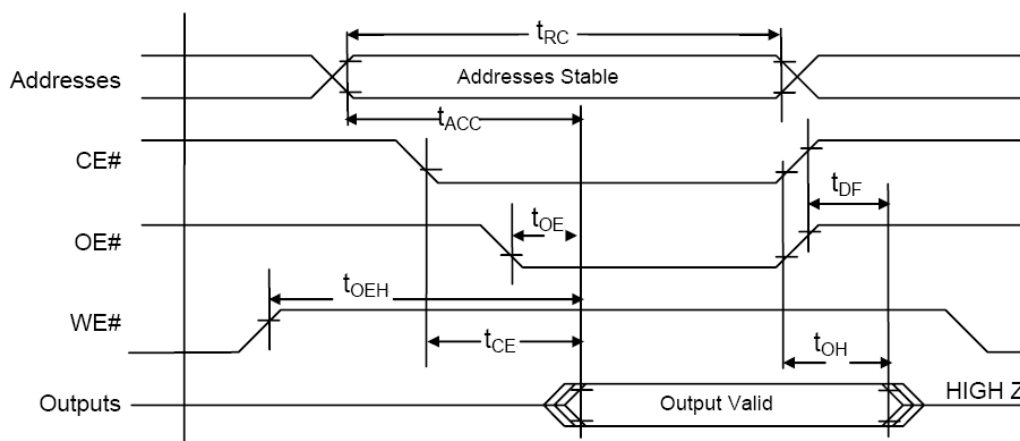 tRC
Addresses
Addresses Stable
tACC
CE#
tDF
tOE
OE#
tOEH
WE#
tCE
tOH
Outputs
Output Valid
HIGH Z